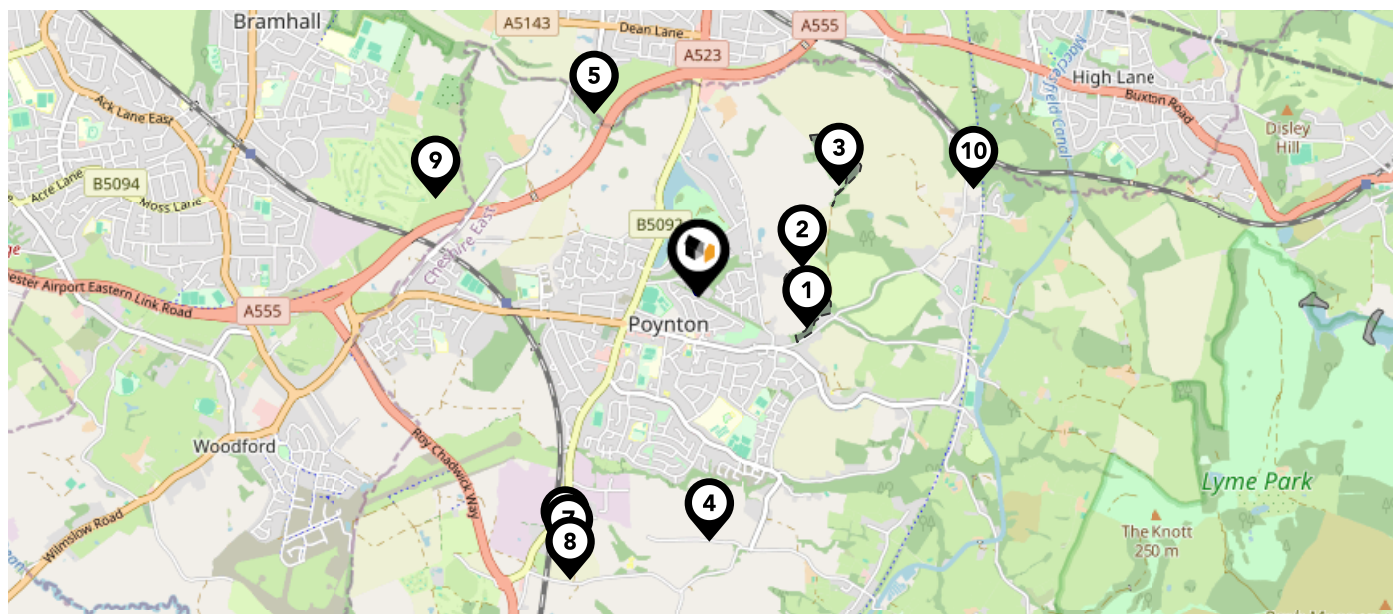 Bramhall
A5143
Dean Lane
A555
A523
5
High Lane
Macclesfield Canal
Buxton Road
Ack Lane East
Disley
Hill
9
3
10
Acre Lane
B5094
Moss Lane
B5092
2
Cheshire East
1
ester Airport Eastern Link Road
A555
Poynton
Woodford
Roy Chadwick Way
Lyme Park
4
7
8
The Knott
250 m
Wilmslow Road